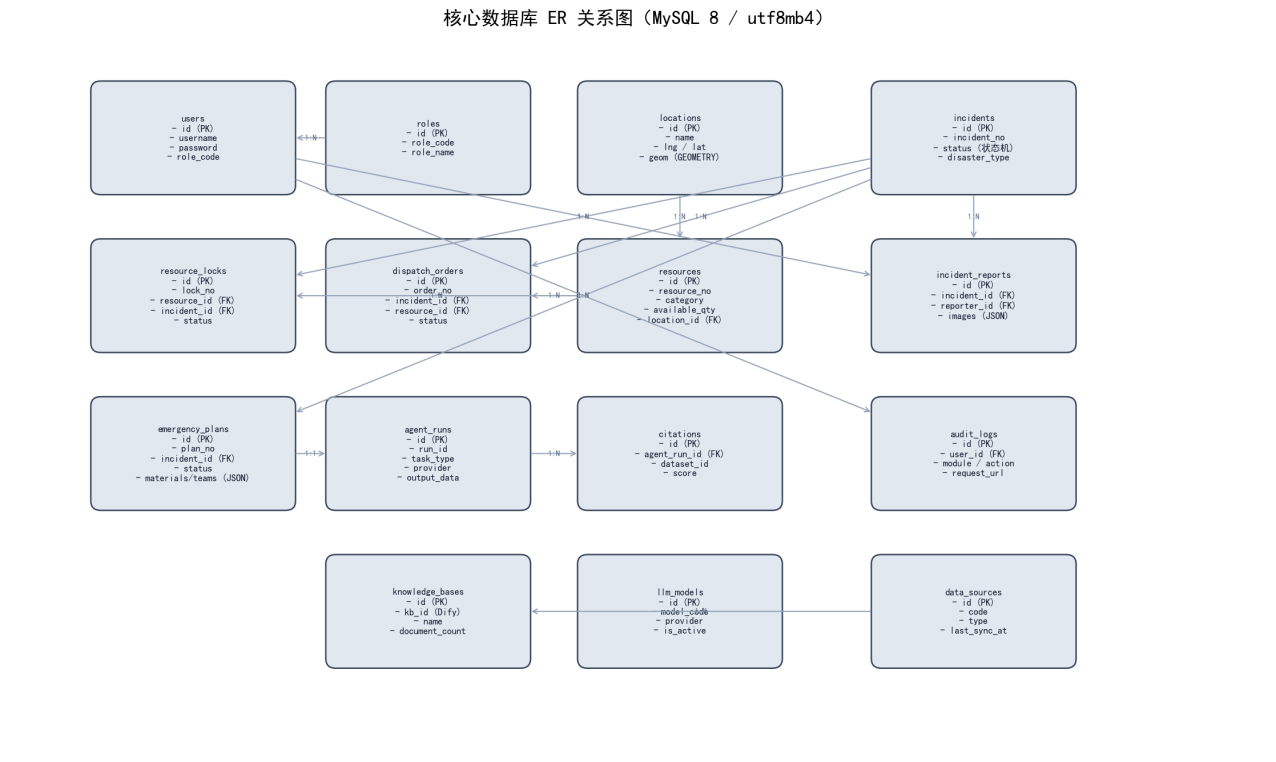 核心数据库 ER 关系图（MySQL 8 / utf8mb4）
users
- id (PK)
- username
- password
- role_code
roles
- id (PK)
- role_code
- role_name
locations
- id (PK)
- name
- lng / lat
- geom (GEOMETRY)
incidents
- id (PK)
- incident_no
- status (状态机)
- disaster_type
1:N
1:N
1:N
1:N
1:N
resource_locks
- id (PK)
- lock_no
- resource_id (FK)
- incident_id (FK)
- status
dispatch_orders
- id (PK)
- order_no
- incident_id (FK)
- resource_id (FK)
- status
resources
- id (PK)
- resource_no
- category
- available_qty
- location_id (FK)
incident_reports
- id (PK)
- incident_id (FK)
- reporter_id (FK)
- images (JSON)
1:N
1:N
1:N
emergency_plans
- id (PK)
- plan_no
- incident_id (FK)
- status
- materials/teams (JSON)
1:1
agent_runs
- id (PK)
- run_id
- task_type
- provider
- output_data
1:N
citations
- id (PK)
- agent_run_id (FK)
- dataset_id
- score
audit_logs
- id (PK)
- user_id (FK)
- module / action
- request_url
knowledge_bases
- id (PK)
- kb_id (Dify)
- name
- document_count
llm_models
- id (PK)
- model_code
- provider
- is_active
data_sources
- id (PK)
- code
- type
- last_sync_at